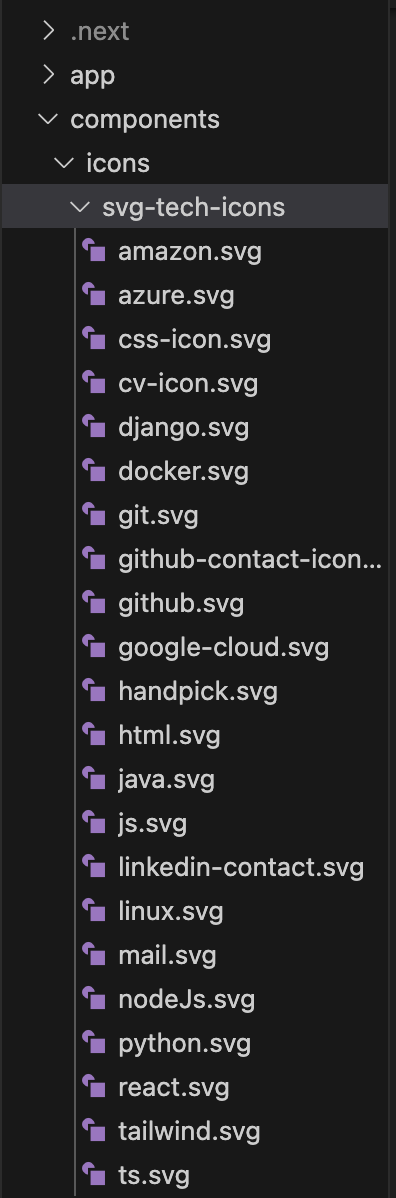 .next
app
components
icons
svg-tech-icons
amazon.svg
azure.svg
css-icon.svg
cv-icon.svg
django.svg
docker.svg
git.svg
github-contact-icon...
github.svg
google-cloud.svg
handpick.svg
html.svg
java.svg
js.svg
linkedin-contact.svg
linux.svg
mail.svg
nodeJs.svg
python.svg
react.svg
tailwind.svg
ts.svg